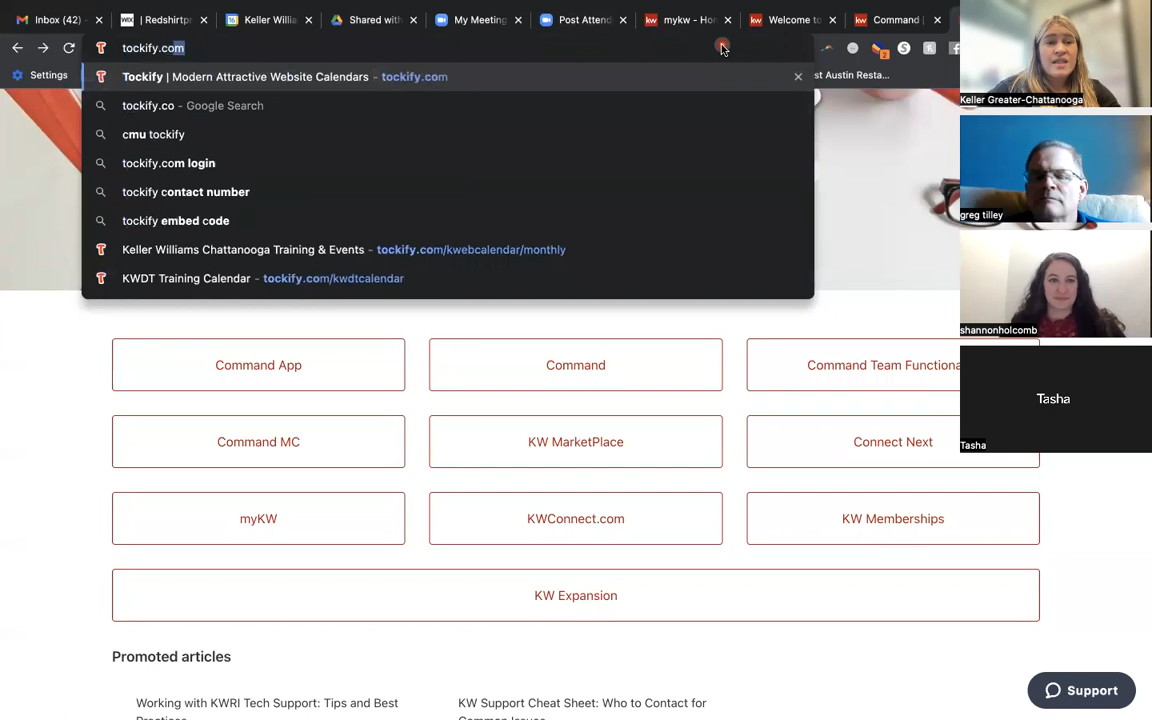 Inbox (42) -
| Redshirtpr
Keller Willia
Shared with
My Meeting
Post Attend
mykw - Hor
Welcome to
Command |
tockify.com
Settings
Tockify | Modern Attractive Website Calendars - tockify.com
st Austin Resta...
tockify.co - Google Search
cmu tockify
tockify.com login
tockify contact number
tockify embed code
Keller Williams Chattanooga Training & Events - tockify.com/kwebcalendar/monthly
KWDT Training Calendar - tockify.com/kwdtcalendar
Keller Greater-Chattanooga
greg tilley
shannonholcomb
Tasha
Tasha
Command App
Command
Command Team Functiona
Command MC
KW MarketPlace
Connect Next
myKW
KWConnect.com
KW Memberships
KW Expansion
Promoted articles
Working with KWRI Tech Support: Tips and Best
Practices
KW Support Cheat Sheet: Who to Contact for
Common Issues
Support